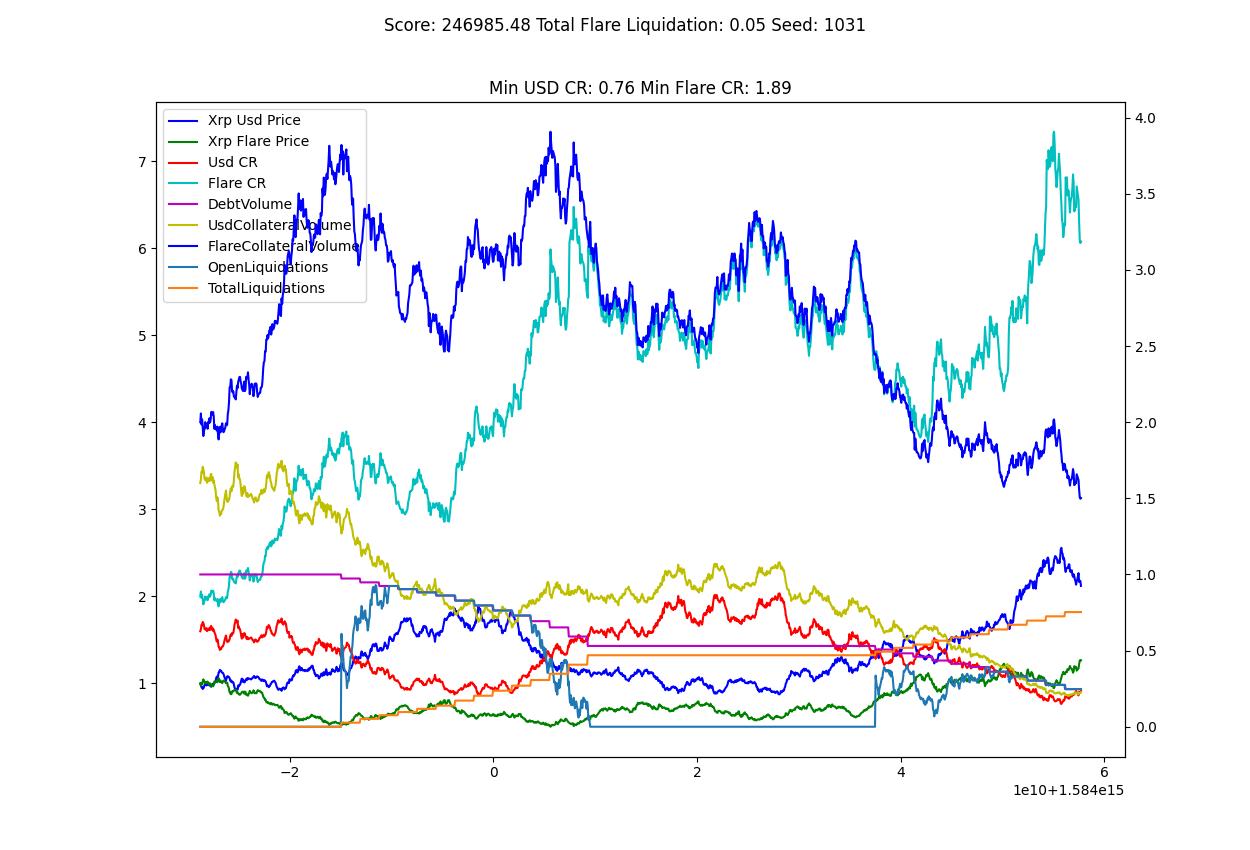 Score: 246985.48 Total Flare Liquidation: 0.05 Seed: 1031
Min USD CR: 0.76 Min Flare CR: 1.89
Xrp Usd Price
Xrp Flare Price
Usd CR
Flare CR
DebtVolume
UsdCollateralVolume
FlareCollateralVolume
OpenLiquidations
TotalLiquidations
7
6
5
4
3
2
1
4.0
3.5
3.0
2.5
2.0
1.5
1.0
0.5
0.0
−2 0 2 4 6
1e10+1.584e15